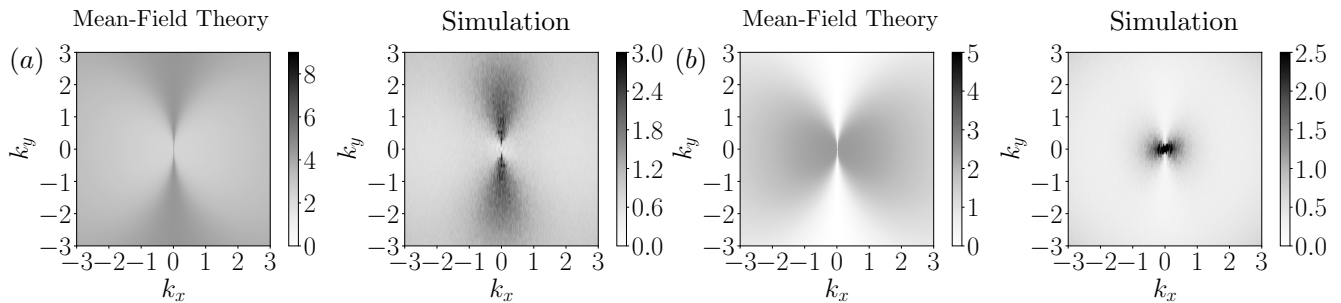 Mean-Field Theory
Simulation
Mean-Field Theory
Simulation
(a)
3
2
1
0
−1
−2
−3
k_y
−3−2−1 0 1 2 3
k_x
8
6
4
2
0
3
2
1
0
−1
−2
−3
k_y
−3−2−1 0 1 2 3
k_x
3.0
2.4
1.8
1.2
0.6
0.0
(b)
3
2
1
0
−1
−2
−3
k_y
−3−2−1 0 1 2 3
k_x
5
4
3
2
1
0
3
2
1
0
−1
−2
−3
k_y
−3−2−1 0 1 2 3
k_x
2.5
2.0
1.5
1.0
0.5
0.0